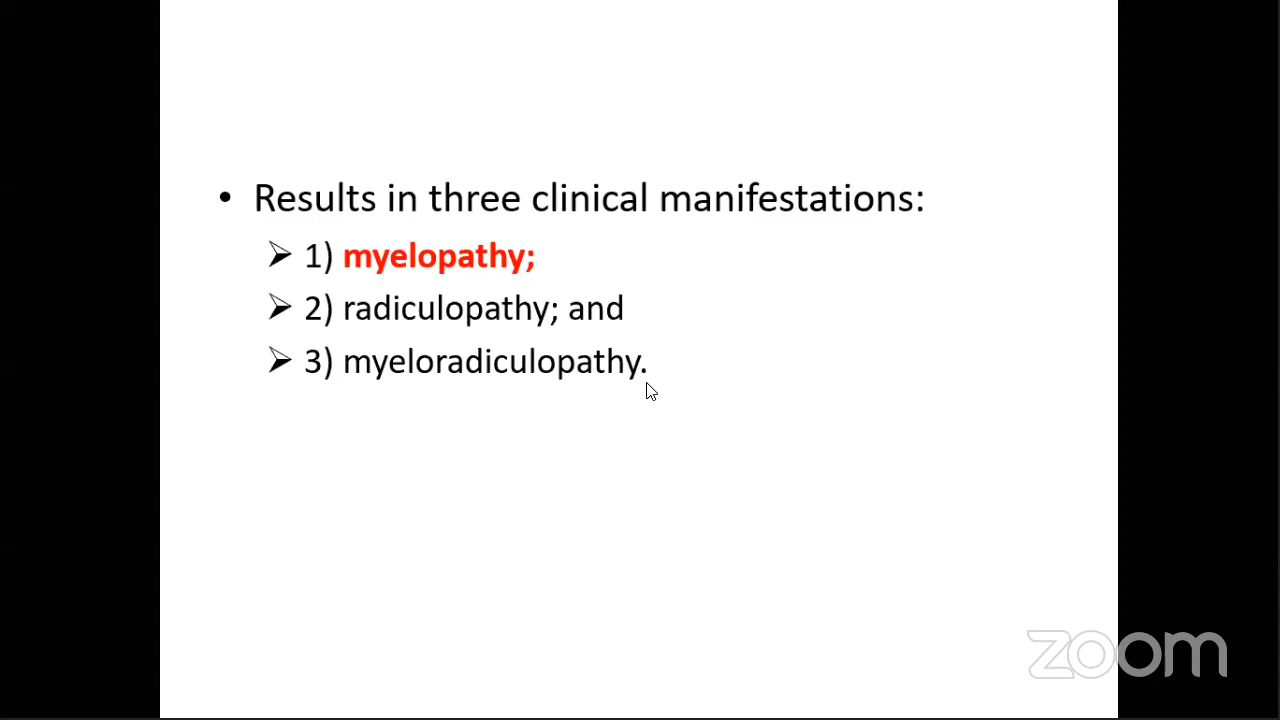 • Results in three clinical manifestations:
➢ 1) myelopathy;
➢ 2) radiculopathy; and
➢ 3) myeloradiculopathy.
zoom